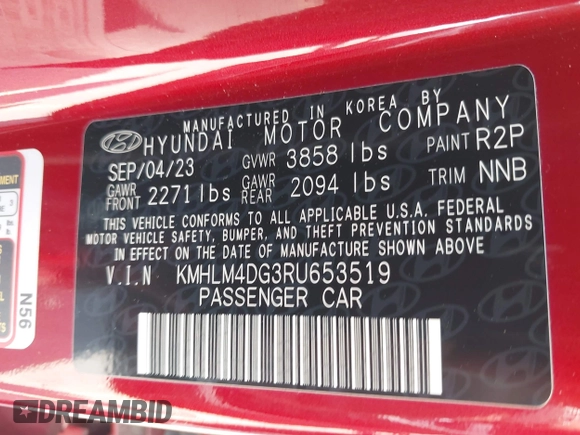 MANUFACTURED IN KOREA BY
HYUNDAI MOTOR COMPANY
SEP/04/23 GVWR 3858 lbs PAINT R2P
GAWR FRONT 2271 lbs GAWR REAR 2094 lbs TRIM NNB
THIS VEHICLE CONFORMS TO ALL APPLICABLE U.S.A. FEDERAL
MOTOR VEHICLE SAFETY, BUMPER, AND THEFT PREVENTION STANDARDS
IN EFFECT ON THE DATE OF MANUFACTURE SHOWN ABOVE
V.I.N KMHLM4DG3RU653519
PASSENGER CAR
N56
DREAMBID